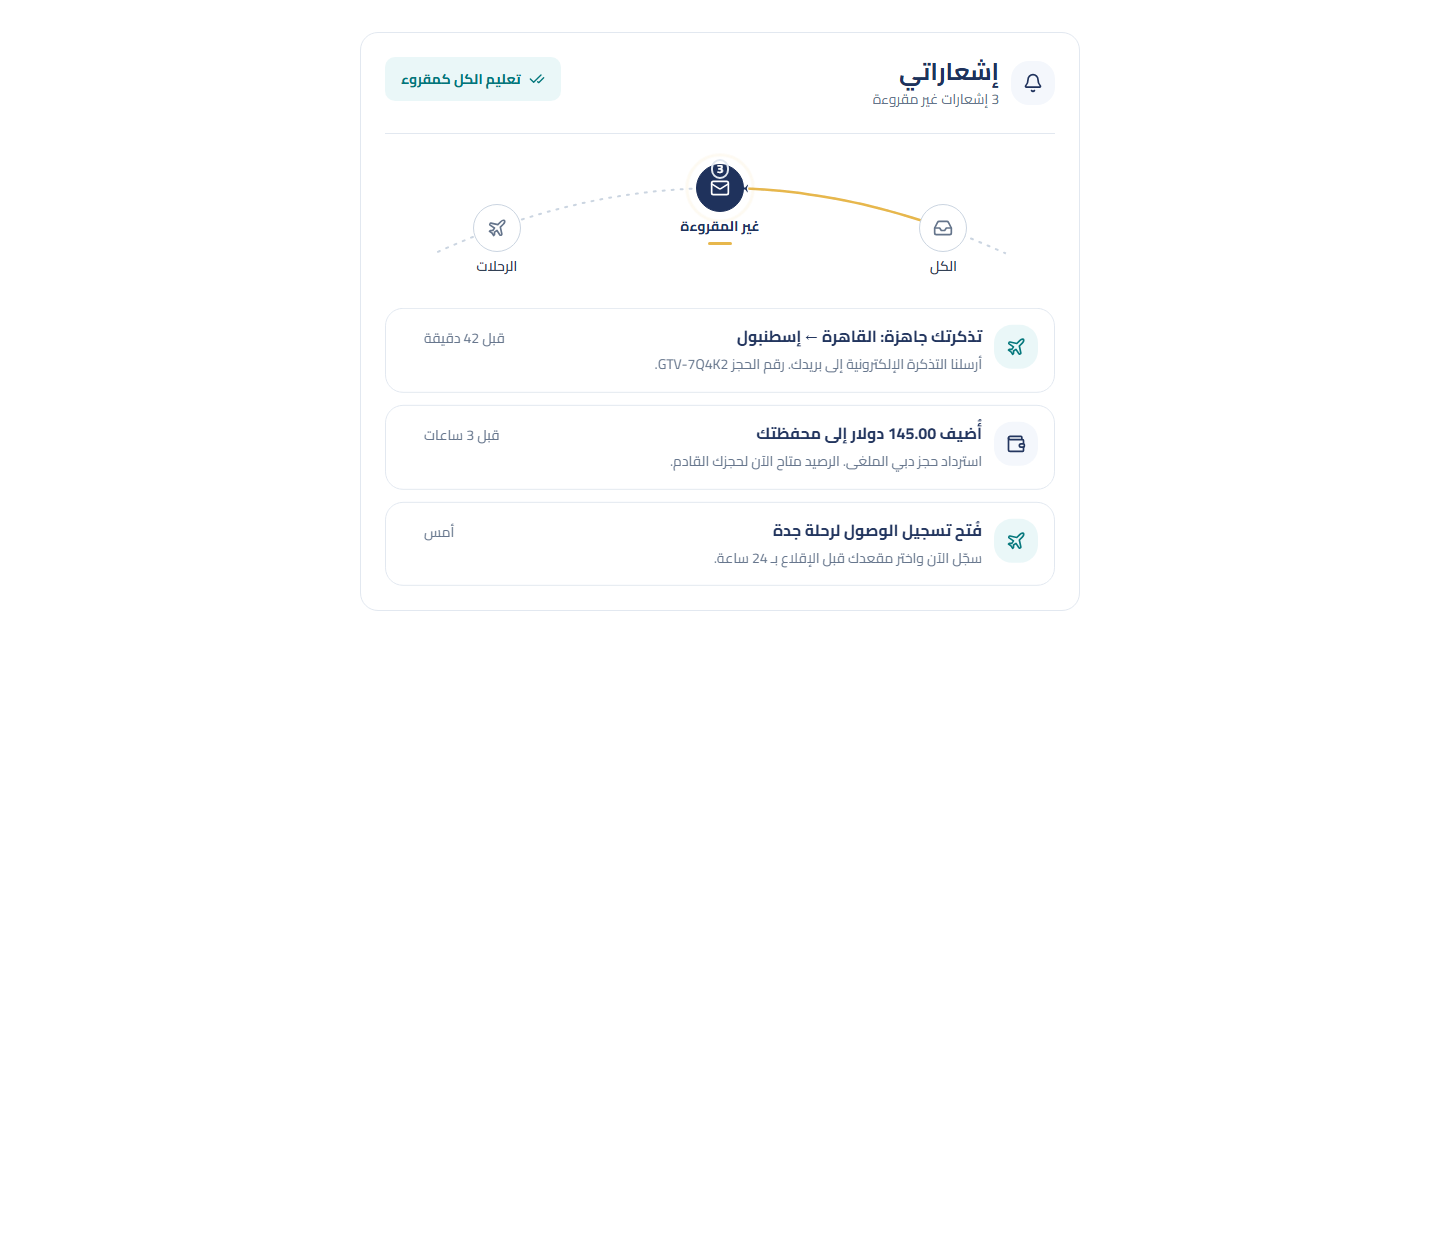 إشعاراتي
3 إشعارات غير مقروءة
تعليم الكل كمقروء
الكل
3
غير المقروءة
الرحلات
تذكرتك جاهزة: القاهرة ← إسطنبول
قبل 42 دقيقة
أرسلنا التذكرة الإلكترونية إلى بريدك. رقم الحجز GTV-7Q4K2.
أُضيف 145.00 دولار إلى محفظتك
قبل 3 ساعات
استرداد حجز دبي الملغى. الرصيد متاح الآن لحجزك القادم.
فُتح تسجيل الوصول لرحلة جدة
أمس
سجّل الآن واختر مقعدك قبل الإقلاع بـ 24 ساعة.